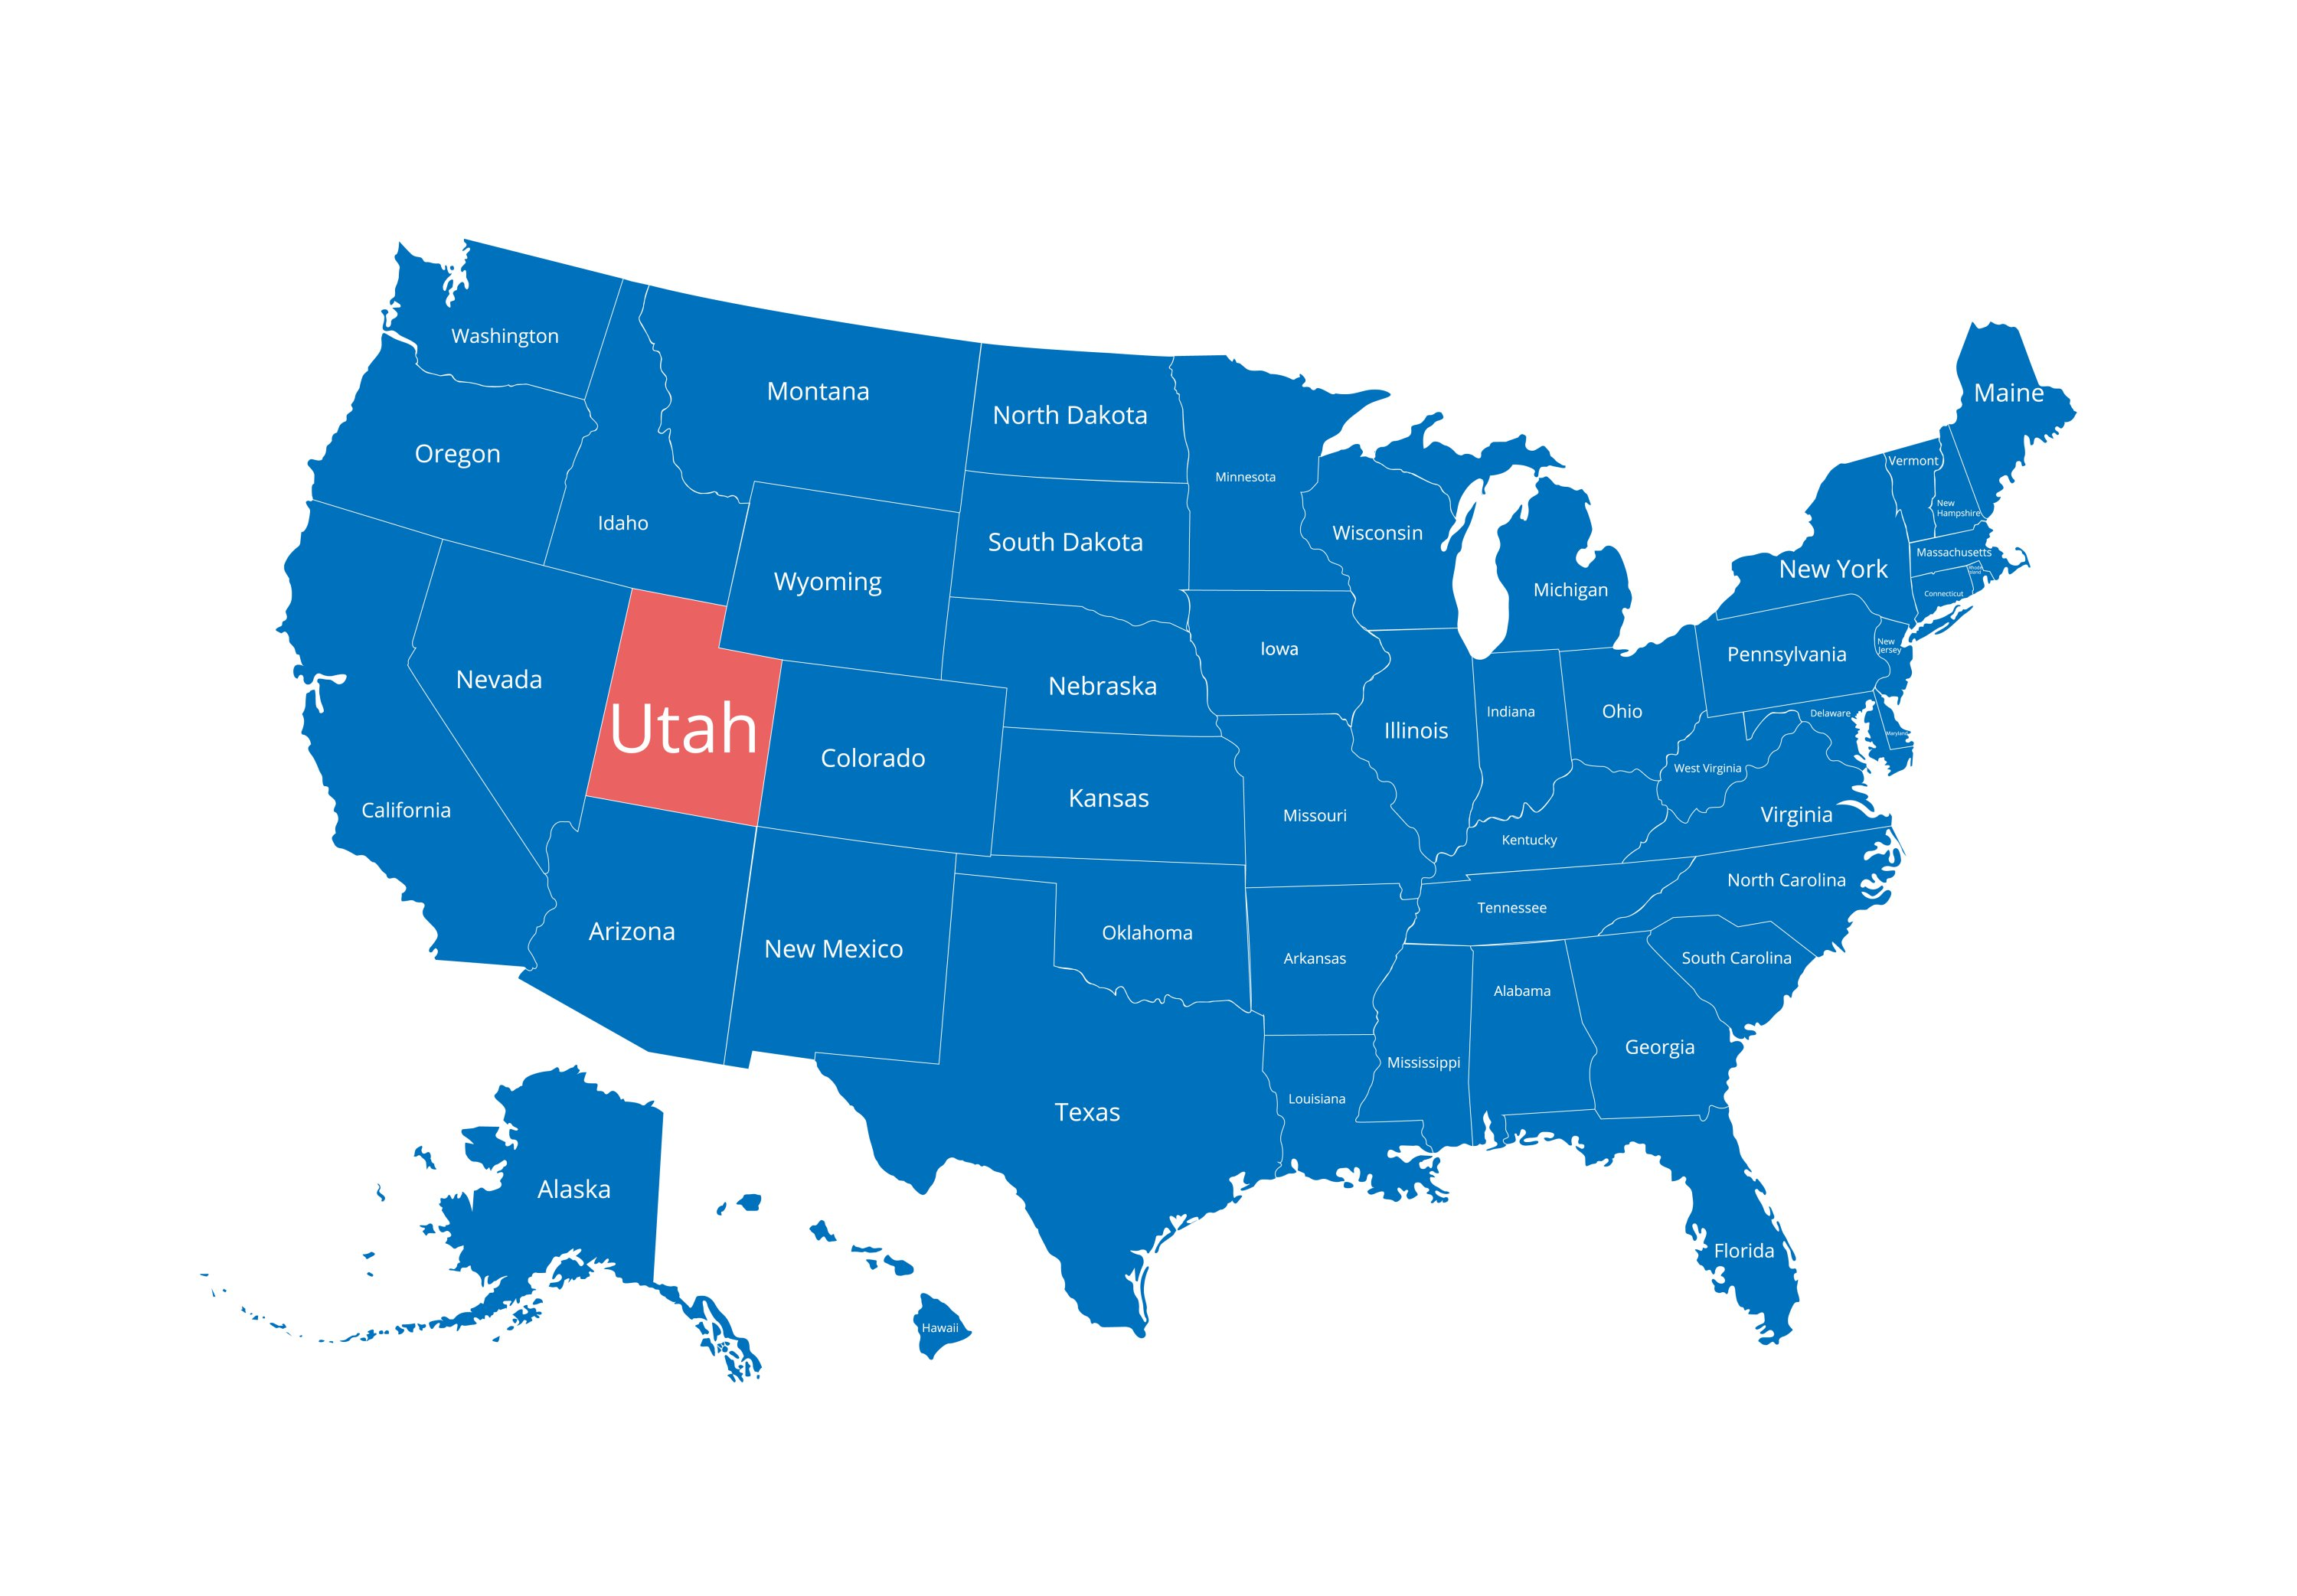 Washington
Montana
Maine
North Dakota
Oregon
Vermont
Minnesota
New
Hampshire
Idaho
Wisconsin
South Dakota
Massachusetts
New York
Rhode
Island
Wyoming
Michigan
Connecticut
New
Jersey
Iowa
Pennsylvania
Nevada
Nebraska
Indiana
Ohio
Delaware
Utah
Illinois
Maryland
Colorado
West Virginia
Kansas
California
Missouri
Virginia
Kentucky
North Carolina
Tennessee
Arizona
Oklahoma
New Mexico
Arkansas
South Carolina
Alabama
Georgia
Mississippi
Louisiana
Texas
Alaska
Florida
Hawaii